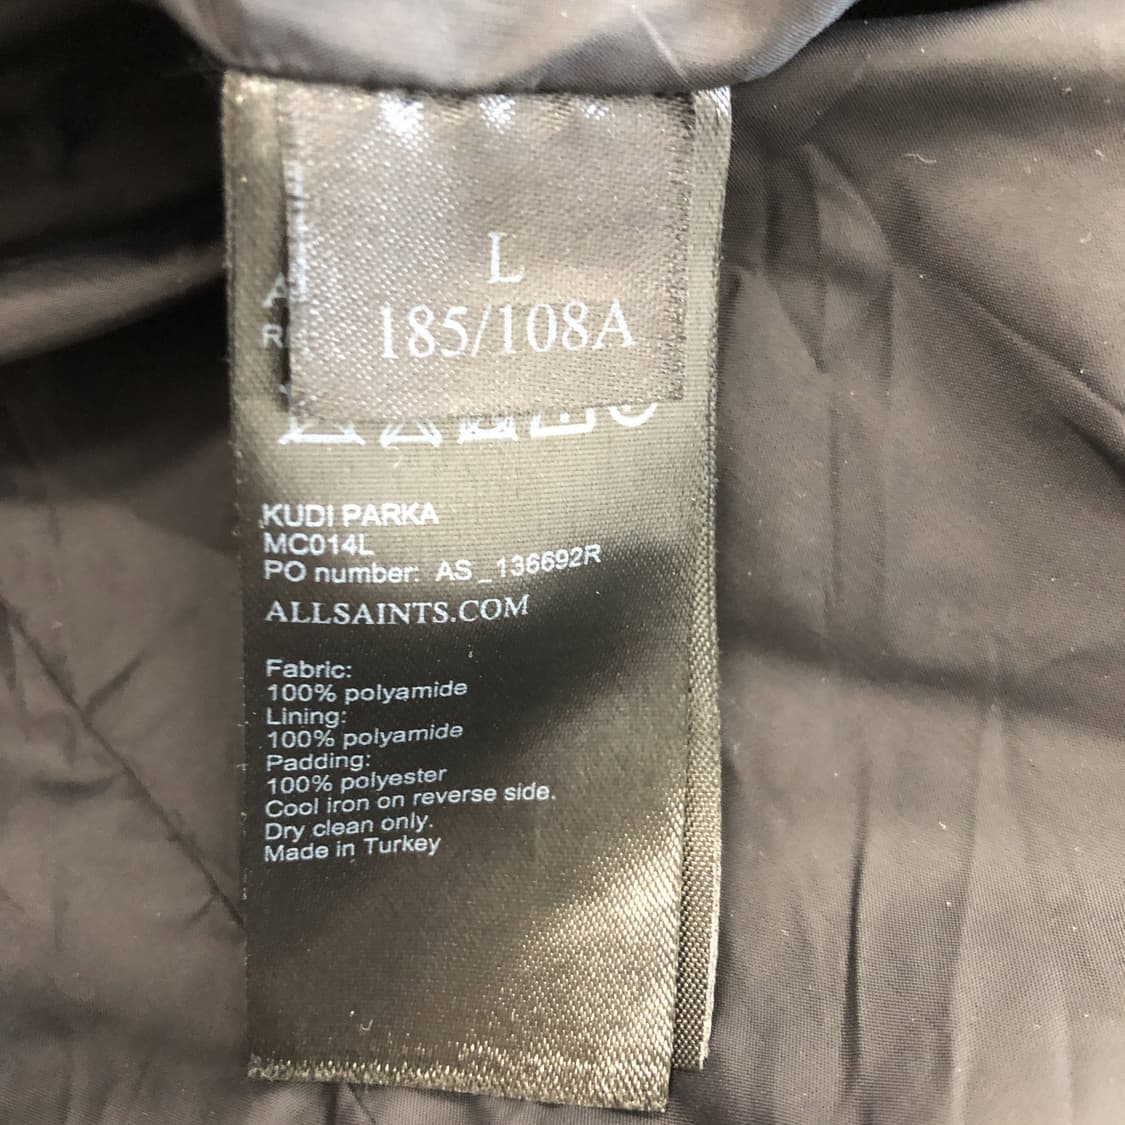 L
185/108A
KUDI PARKA
MC014L
PO number: AS_136692R
ALLSAINTS.COM
Fabric:
100% polyamide
Lining:
100% polyamide
Padding:
100% polyester
Cool iron on reverse side.
Dry clean only.
Made in Turkey